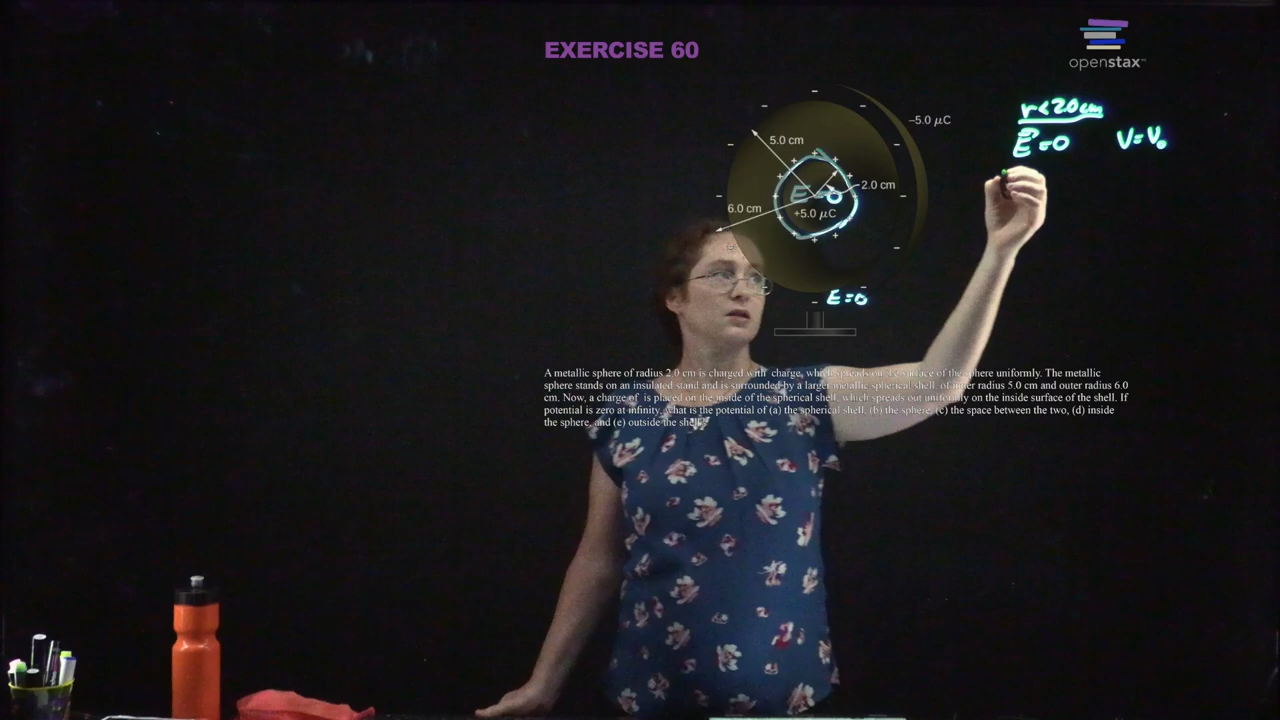 EXERCISE 60
openstax
−5.0 µC
5.0 cm
2.0 cm
6.0 cm
+5.0 µC
E=0
E=0
r<20cm
E=0 V=V₀
A metallic sphere of radius 2.0 cm is charged with charge, which spreads on the surface of the sphere uniformly. The metallic
sphere stands on an insulated stand and is surrounded by a larger metallic spherical shell, of inner radius 5.0 cm and outer radius 6.0
cm. Now, a charge of is placed on the inside of the spherical shell, which spreads out uniformly on the inside surface of the shell. If
potential is zero at infinity, what is the potential of (a) the spherical shell, (b) the sphere, (c) the space between the two, (d) inside
the sphere, and (e) outside the shell?